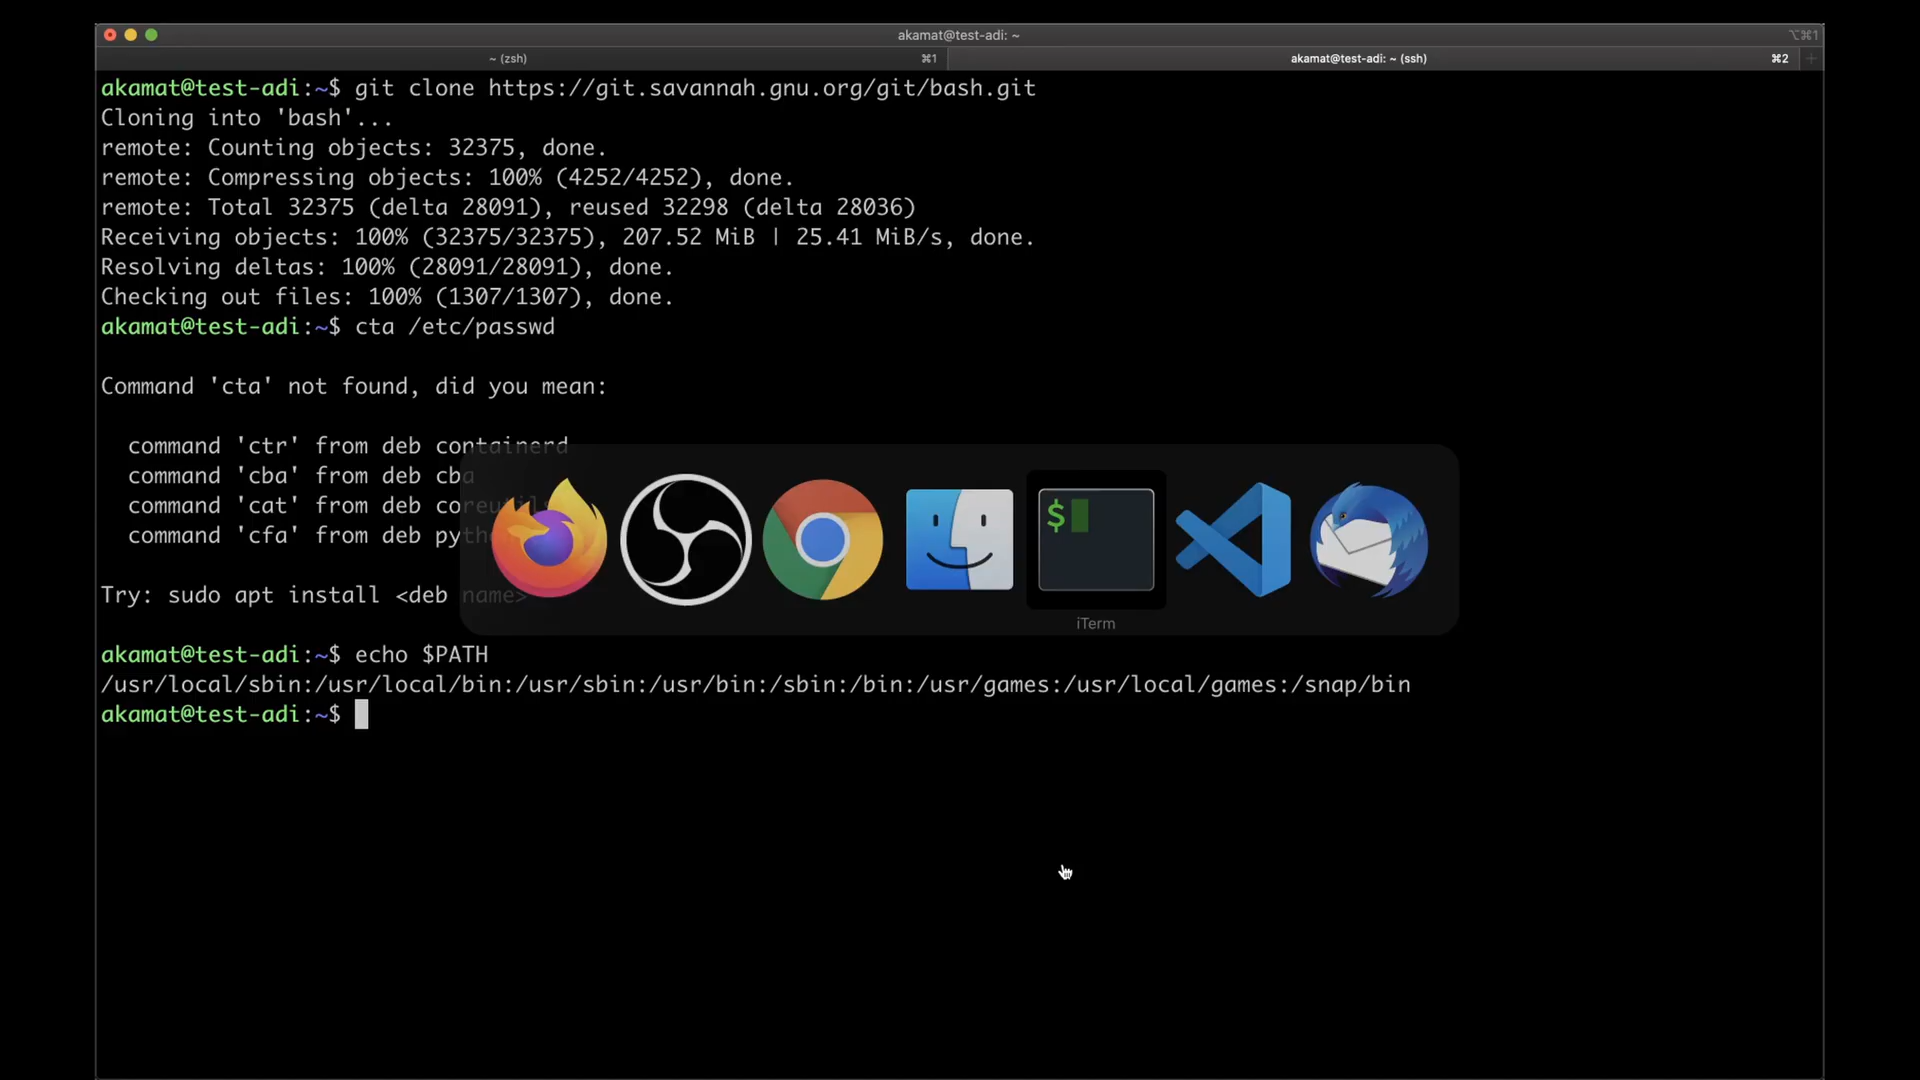 akamat@test-adi: ~
⌥⌘1
~ (zsh)
⌘1
akamat@test-adi: ~ (ssh)
⌘2
+
akamat@test-adi:~$ git clone https://git.savannah.gnu.org/git/bash.git
Cloning into 'bash'...
remote: Counting objects: 32375, done.
remote: Compressing objects: 100% (4252/4252), done.
remote: Total 32375 (delta 28091), reused 32298 (delta 28036)
Receiving objects: 100% (32375/32375), 207.52 MiB | 25.41 MiB/s, done.
Resolving deltas: 100% (28091/28091), done.
Checking out files: 100% (1307/1307), done.
akamat@test-adi:~$ cta /etc/passwd
Command 'cta' not found, did you mean:
command 'ctr' from deb containerd
command 'cba' from deb cba
command 'cat' from deb coreutils
command 'cfa' from deb
Try: sudo apt install <deb name>
$
iTerm
akamat@test-adi:~$ echo $PATH
/usr/local/sbin:/usr/local/bin:/usr/sbin:/usr/bin:/sbin:/bin:/usr/games:/usr/local/games:/snap/bin
akamat@test-adi:~$